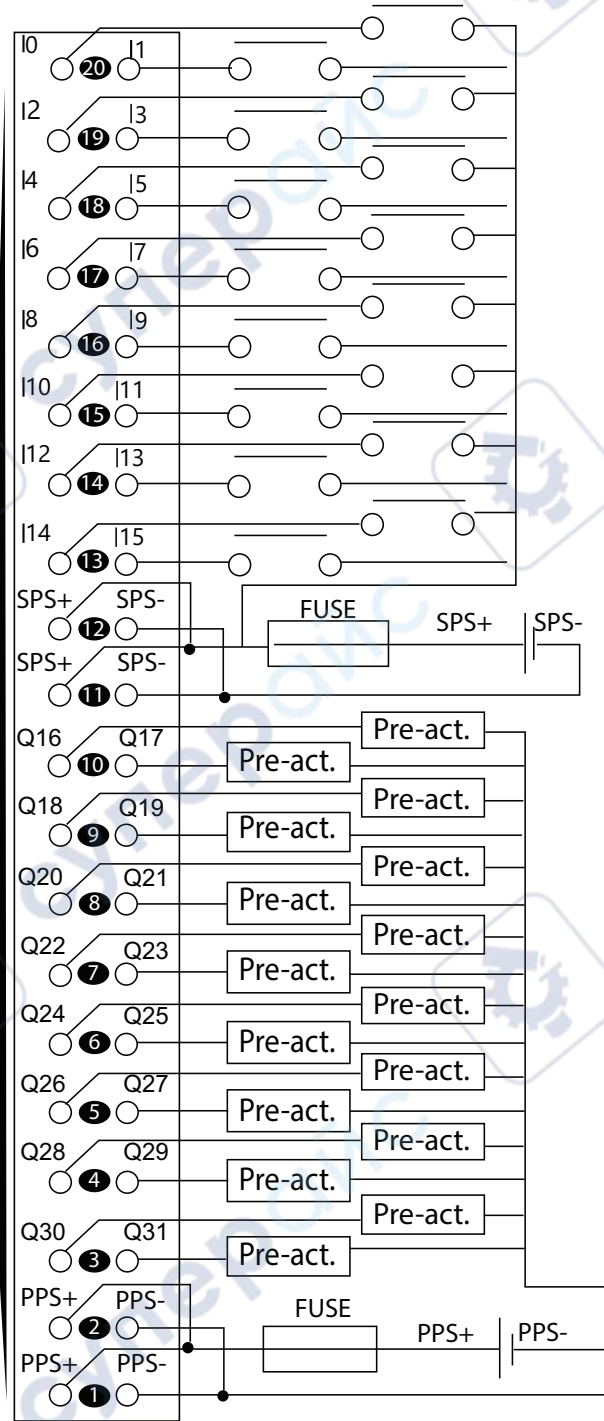 I0 I1
20
I2 I3
19
I4 I5
18
I6 I7
17
I8 I9
16
I10 I11
15
I12 I13
14
I14 I15
13
SPS+ SPS-
12
FUSE SPS+ SPS-
SPS+ SPS-
11
Q16 Q17 Pre-act.
10 Pre-act.
Q18 Q19 Pre-act.
9 Pre-act.
Q20 Q21 Pre-act.
8 Pre-act.
Q22 Q23 Pre-act.
7 Pre-act.
Q24 Q25 Pre-act.
6 Pre-act.
Q26 Q27 Pre-act.
5 Pre-act.
Q28 Q29 Pre-act.
4 Pre-act.
Q30 Q31 Pre-act.
3 Pre-act.
PPS+ PPS-
2
FUSE PPS+ PPS-
PPS+ PPS-
1
суперайс
суперайс
суперайс